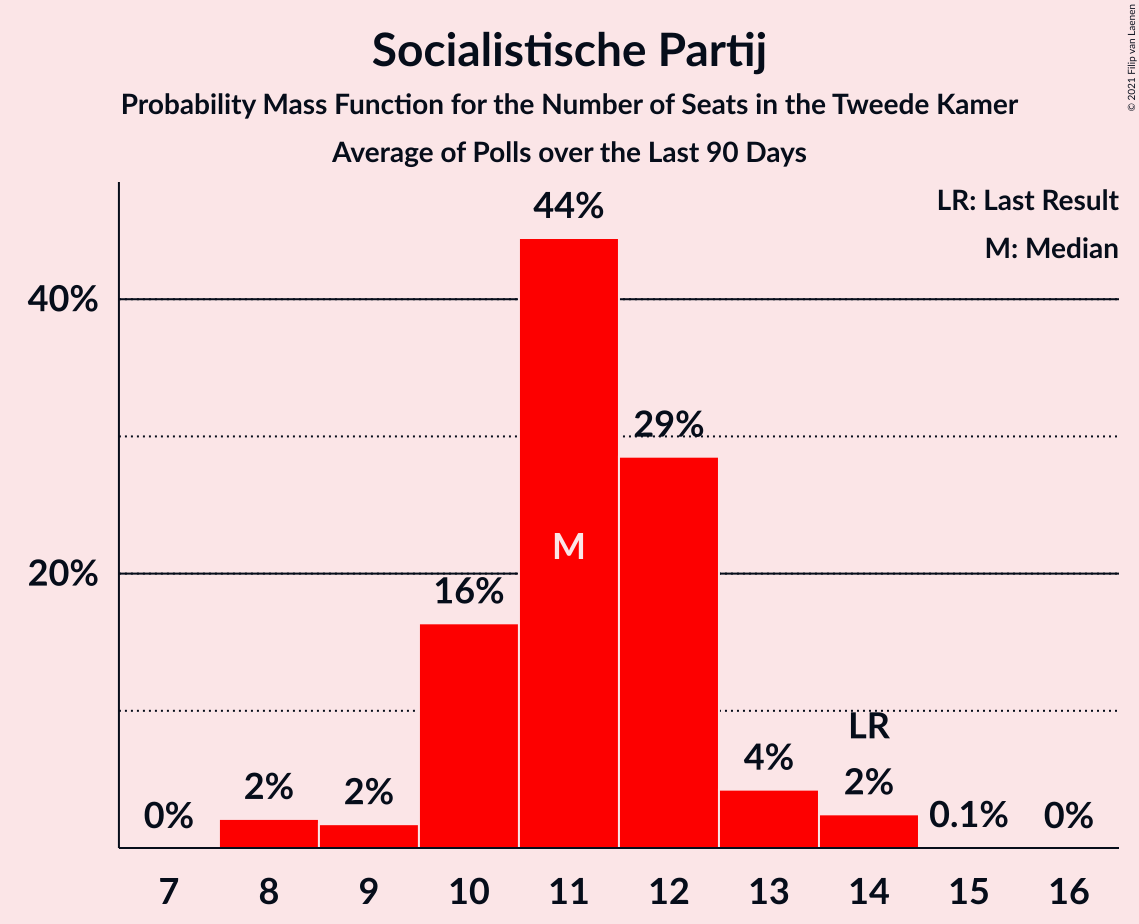 Socialistische Partij
Probability Mass Function for the Number of Seats in the Tweede Kamer
Average of Polls over the Last 90 Days
© 2021 Filip van Laenen
LR: Last Result
M: Median
40%
20%
0%
2%
2%
16%
44%
M
29%
4%
LR
2%
0.1%
0%
7 8 9 10 11 12 13 14 15 16